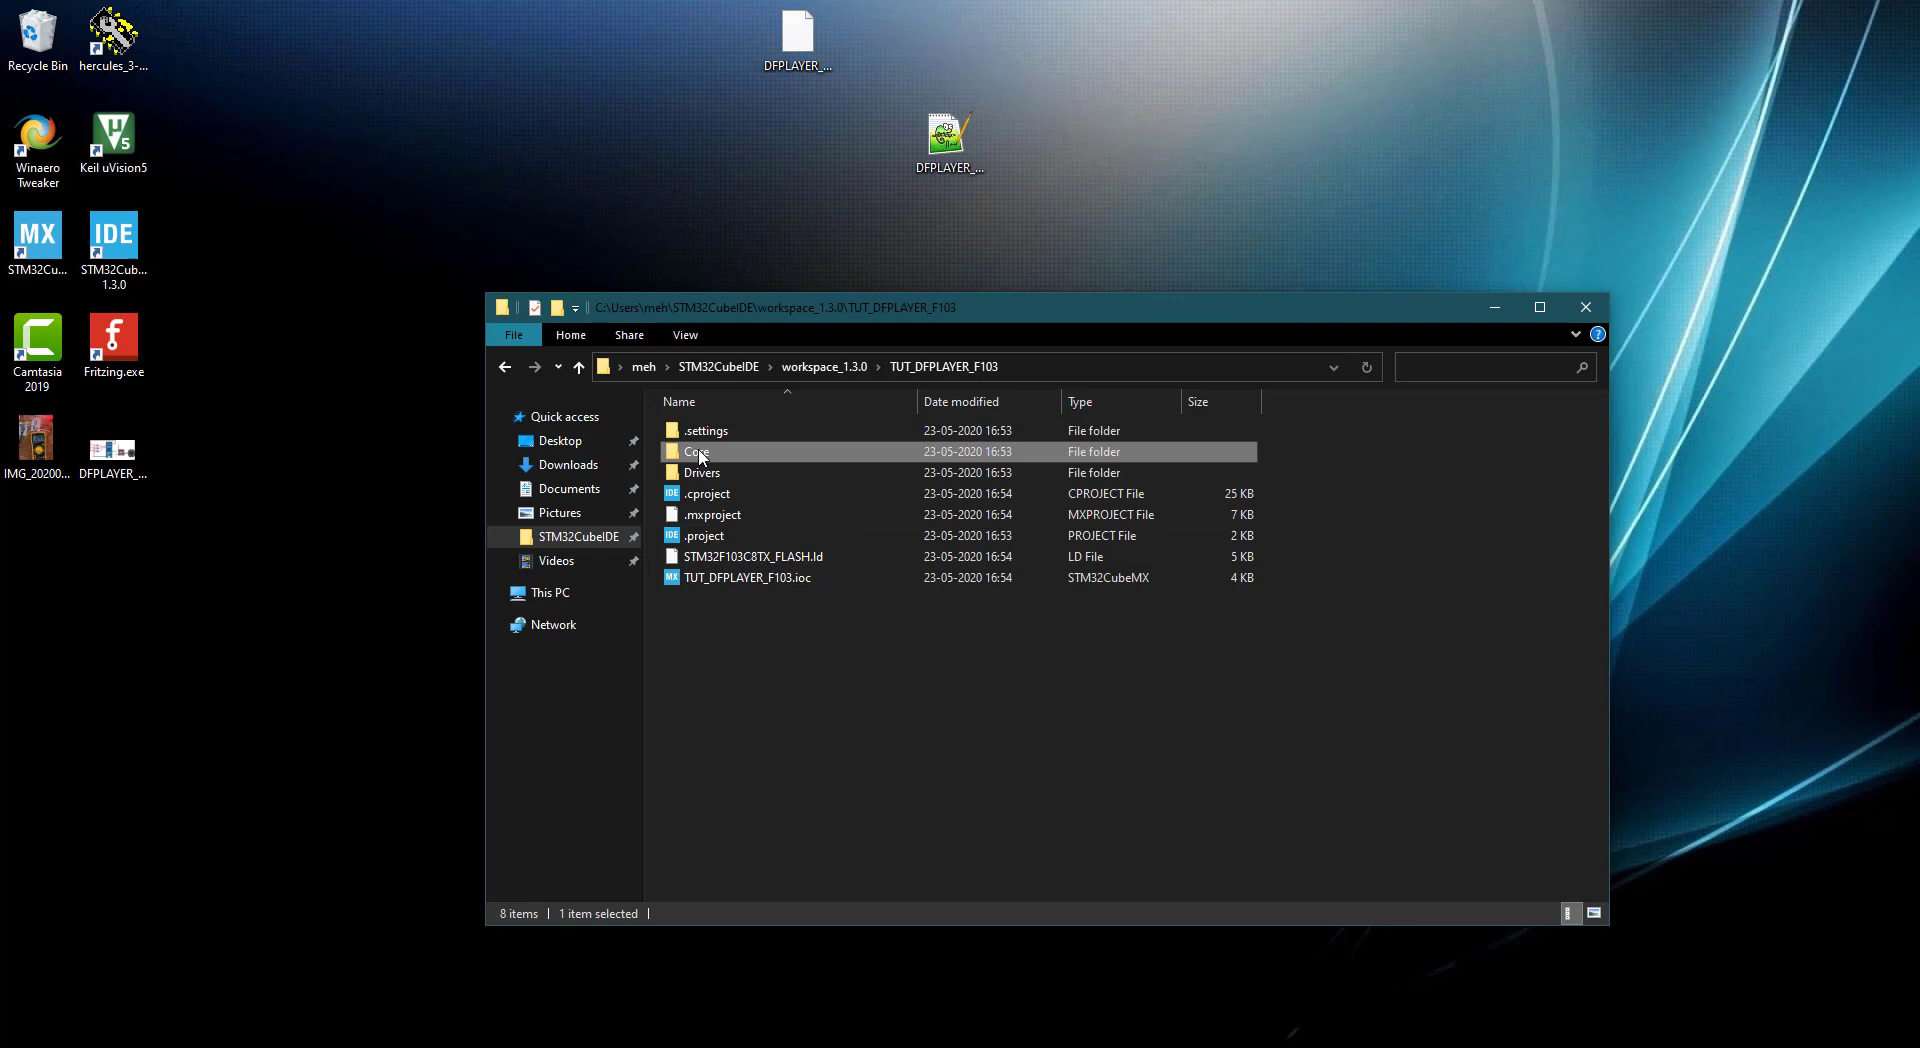 Recycle Bin
hercules_3-...
Winaero
Tweaker
Keil uVision5
MX
STM32Cu...
IDE
STM32Cub...
1.3.0
Camtasia
2019
Fritzing.exe
IMG_20200...
DFPLAYER_...
DFPLAYER_...
DFPLAYER_...
C:\Users\meh\STM32CubeIDE\workspace_1.3.0\TUT_DFPLAYER_F103
File Home Share View
meh › STM32CubeIDE › workspace_1.3.0 › TUT_DFPLAYER_F103
Quick access
Desktop
Downloads
Documents
Pictures
STM32CubeIDE
Videos
This PC
Network
Name Date modified Type Size
.settings 23-05-2020 16:53 File folder
Core 23-05-2020 16:53 File folder
Drivers 23-05-2020 16:53 File folder
IDE .cproject 23-05-2020 16:54 CPROJECT File 25 KB
.mxproject 23-05-2020 16:54 MXPROJECT File 7 KB
IDE .project 23-05-2020 16:53 PROJECT File 2 KB
STM32F103C8TX_FLASH.ld 23-05-2020 16:54 LD File 5 KB
MX TUT_DFPLAYER_F103.ioc 23-05-2020 16:54 STM32CubeMX 4 KB
8 items 1 item selected